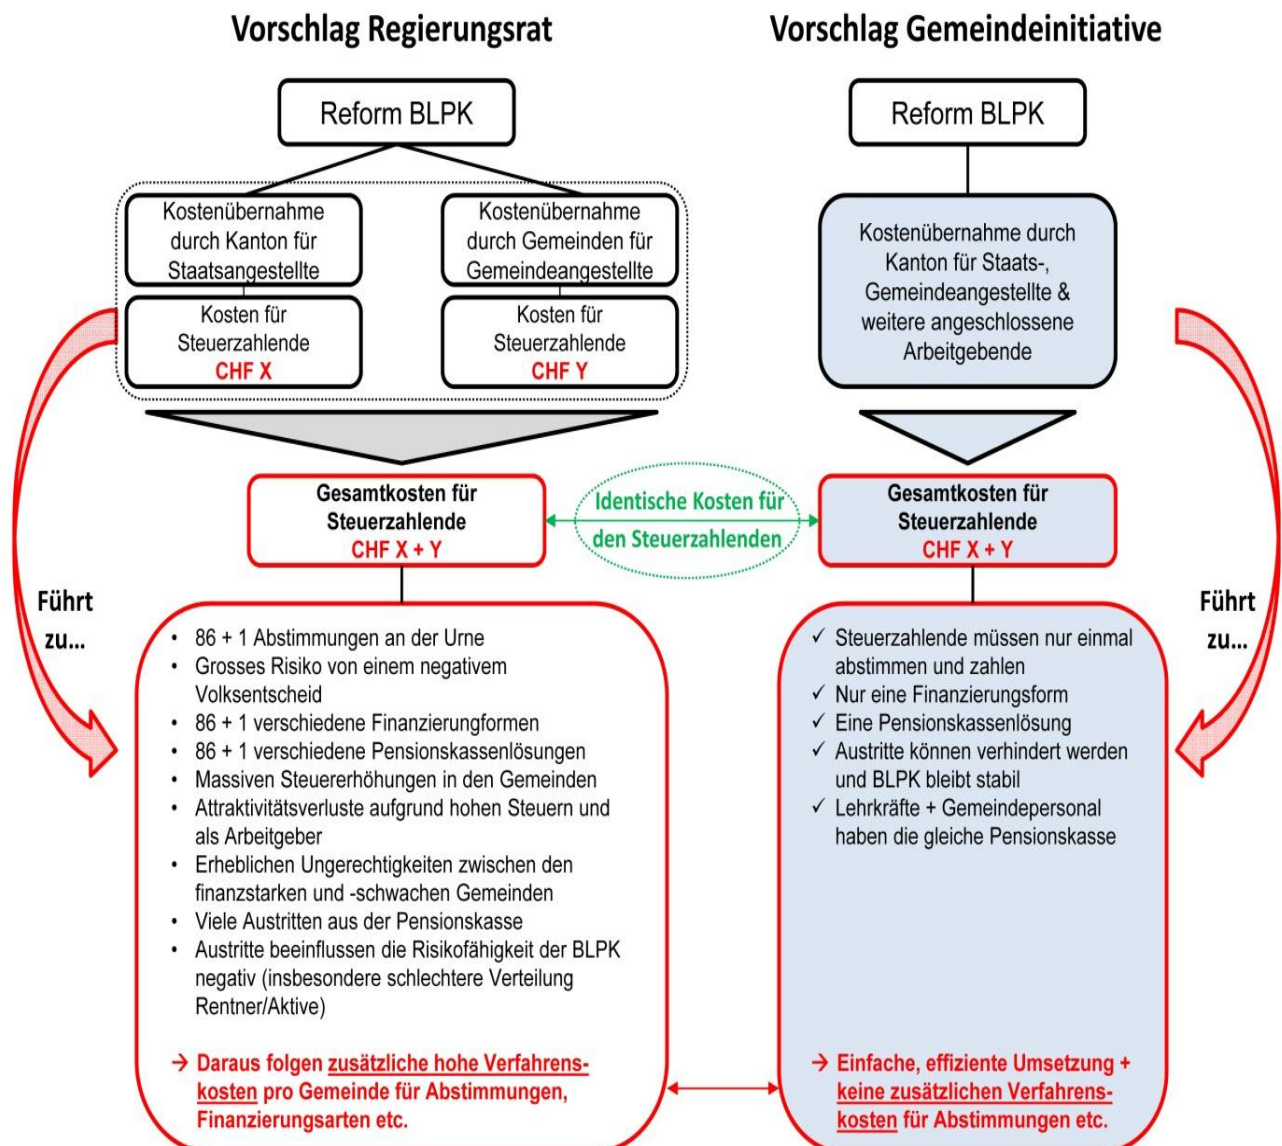 Vorschlag Regierungsrat
Reform BLPK
Kostenübernahme
durch Kanton für
Staatsangestellte
Kosten für
Steuerzahlende
CHF X
Kostenübernahme
durch Gemeinden für
Gemeindeangestellte
Kosten für
Steuerzahlende
CHF Y
Gesamtkosten für
Steuerzahlende
CHF X + Y
Führt
zu...
• 86 + 1 Abstimmungen an der Urne
• Grosses Risiko von einem negativem
Volksentscheid
• 86 + 1 verschiedene Finanzierungformen
• 86 + 1 verschiedene Pensionskassenlösungen
• Massiven Steuererhöhungen in den Gemeinden
• Attraktivitätsverluste aufgrund hohen Steuern und
als Arbeitgeber
• Erheblichen Ungerechtigkeiten zwischen den
finanzstarken und -schwachen Gemeinden
• Viele Austritten aus der Pensionskasse
• Austritte beeinflussen die Risikofähigkeit der BLPK
negativ (insbesondere schlechtere Verteilung
Rentner/Aktive)
→ Daraus folgen zusätzliche hohe Verfahrens-
kosten pro Gemeinde für Abstimmungen,
Finanzierungsarten etc.
Identische Kosten für
den Steuerzahlenden
Vorschlag Gemeindeinitiative
Reform BLPK
Kostenübernahme durch
Kanton für Staats-,
Gemeindeangestellte &
weitere angeschlossene
Arbeitgebende
Gesamtkosten für
Steuerzahlende
CHF X + Y
Führt
zu...
✓ Steuerzahlende müssen nur einmal
abstimmen und zahlen
✓ Nur eine Finanzierungsform
✓ Eine Pensionskassenlösung
✓ Austritte können verhindert werden
und BLPK bleibt stabil
✓ Lehrkräfte + Gemeindepersonal
haben die gleiche Pensionskasse
→ Einfache, effiziente Umsetzung +
keine zusätzlichen Verfahrens-
kosten für Abstimmungen etc.